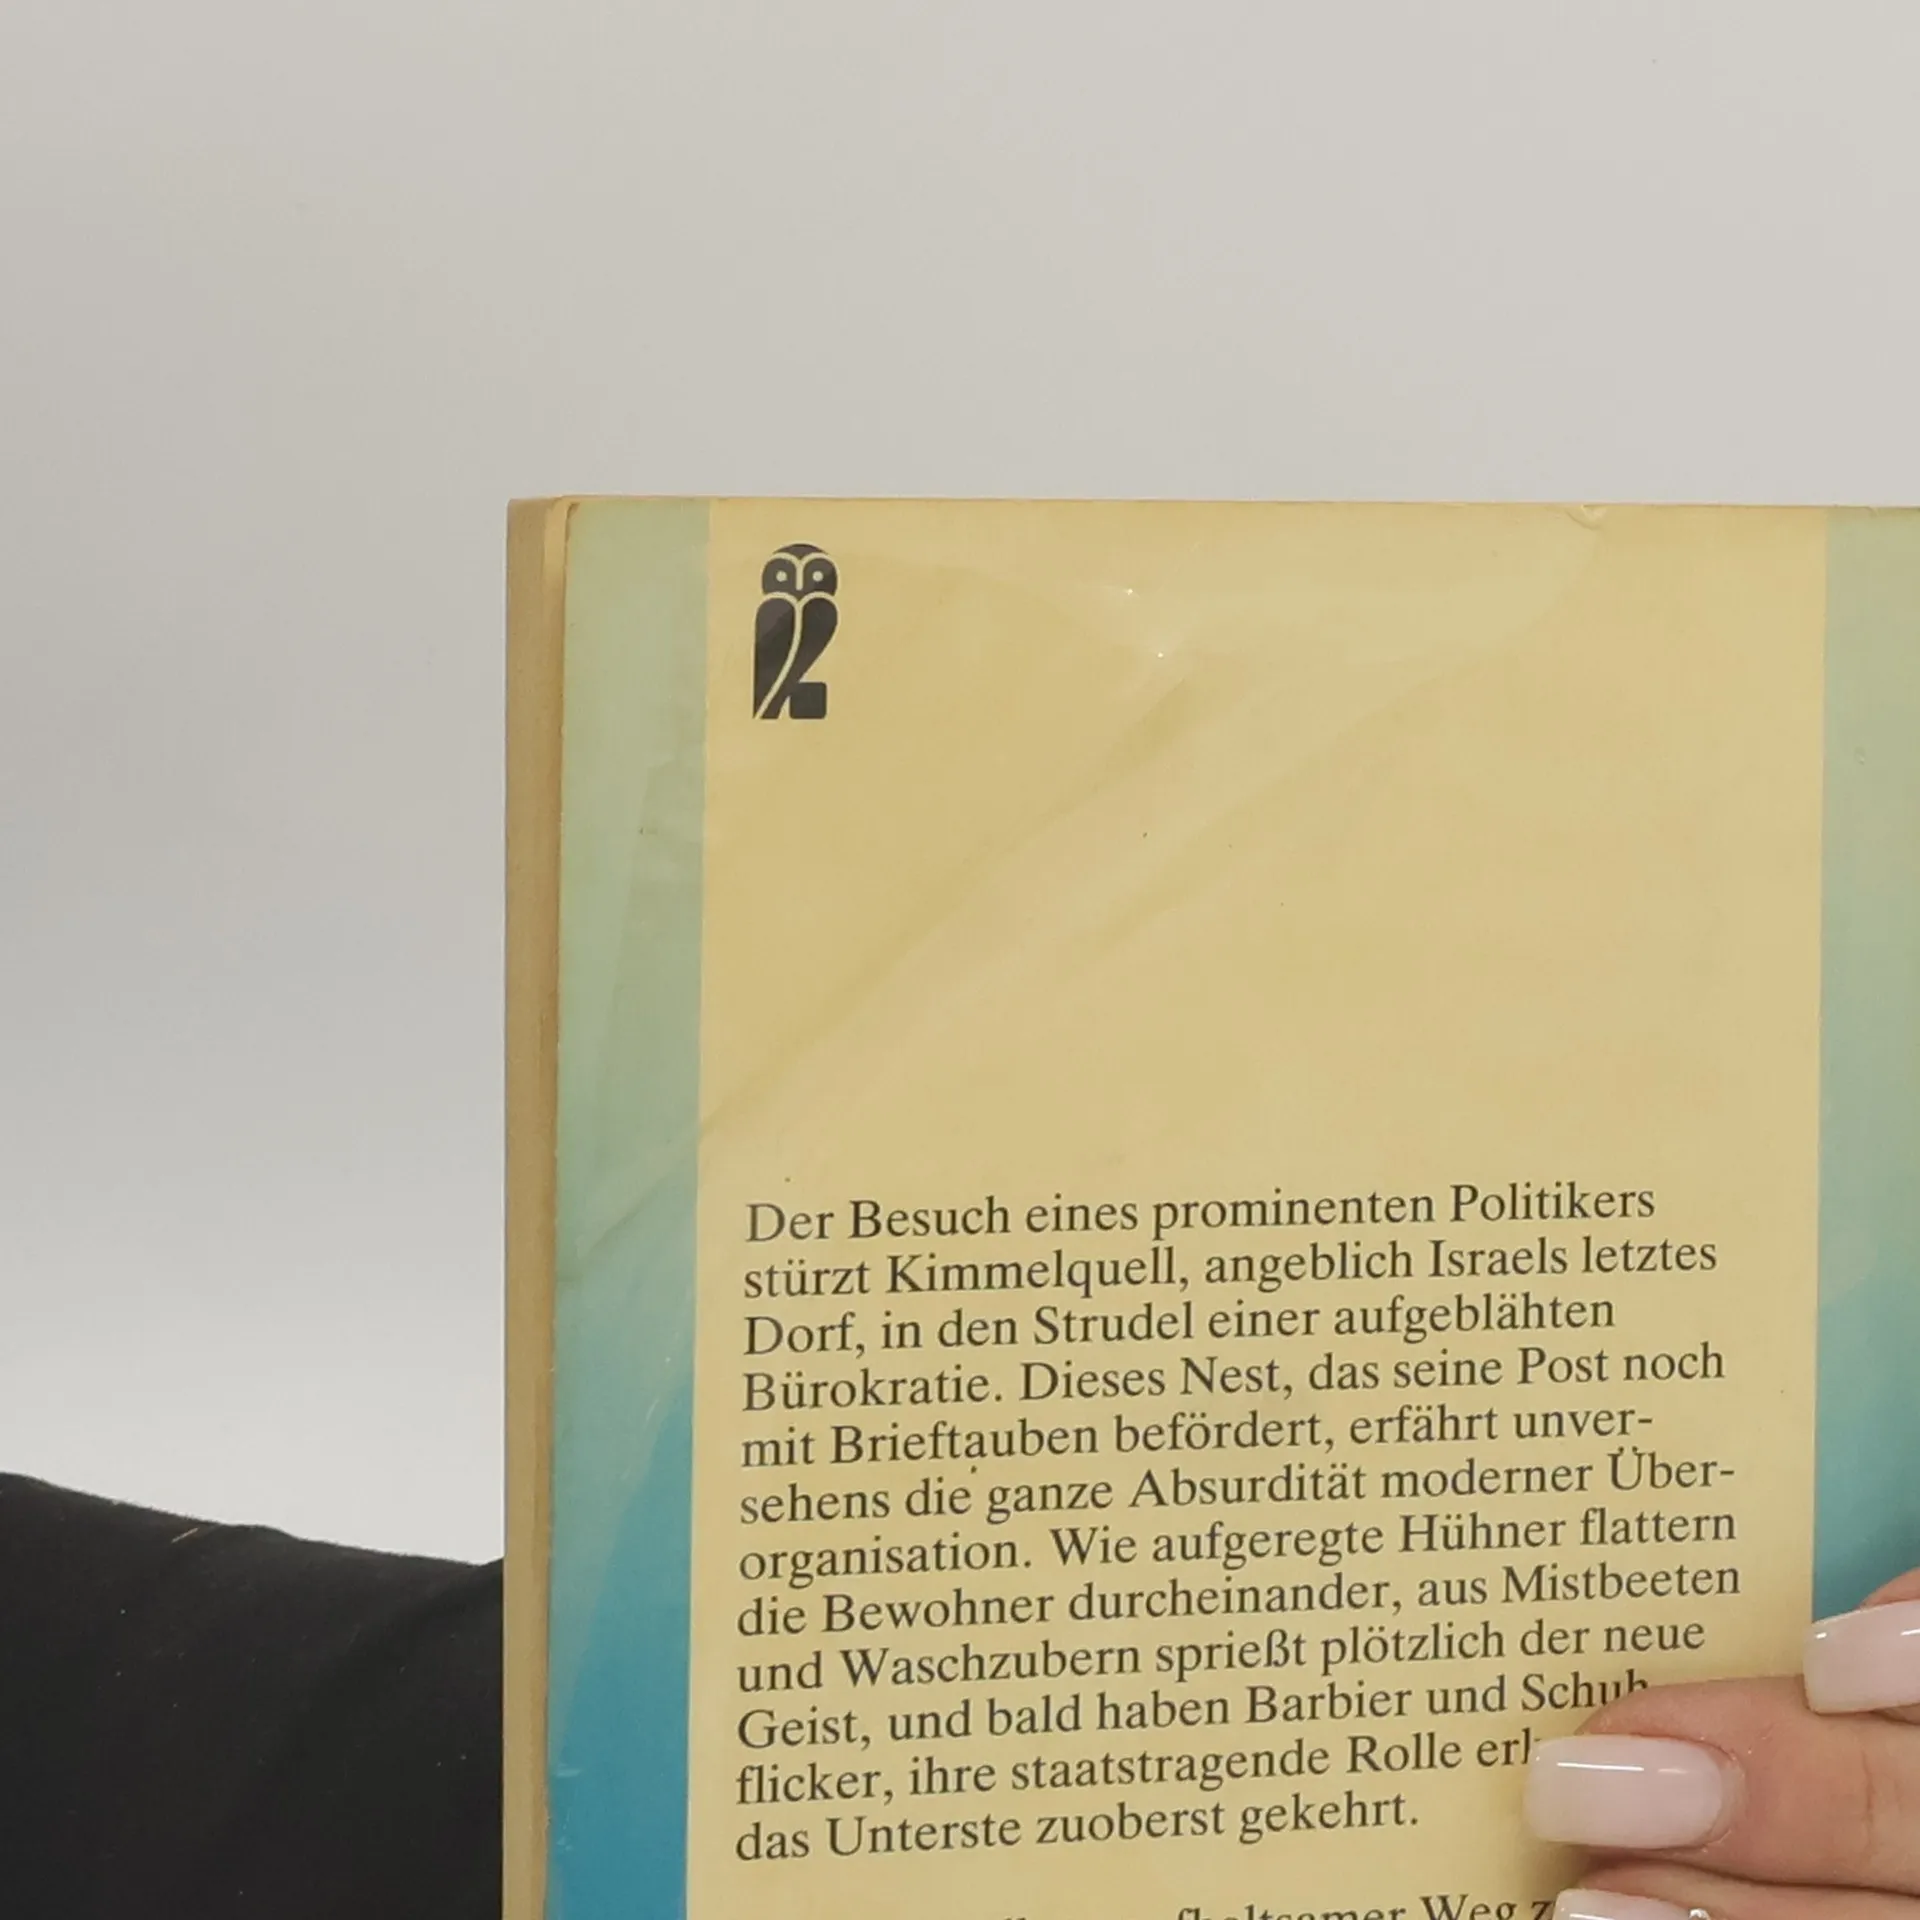 Der Besuch eines prominenten Politikers
stürzt Kimmelquell, angeblich Israels letztes
Dorf, in den Strudel einer aufgeblähten
Bürokratie. Dieses Nest, das seine Post noch
mit Brieftauben befördert, erfährt unver-
sehens die ganze Absurdität moderner Über-
organisation. Wie aufgeregte Hühner flattern
die Bewohner durcheinander, aus Mistbeeten
und Waschzubern sprießt plötzlich der neue
Geist, und bald haben Barbier und Schuh
flicker, ihre staatstragende Rolle
das Unterste zuoberst gekehrt.
Weg